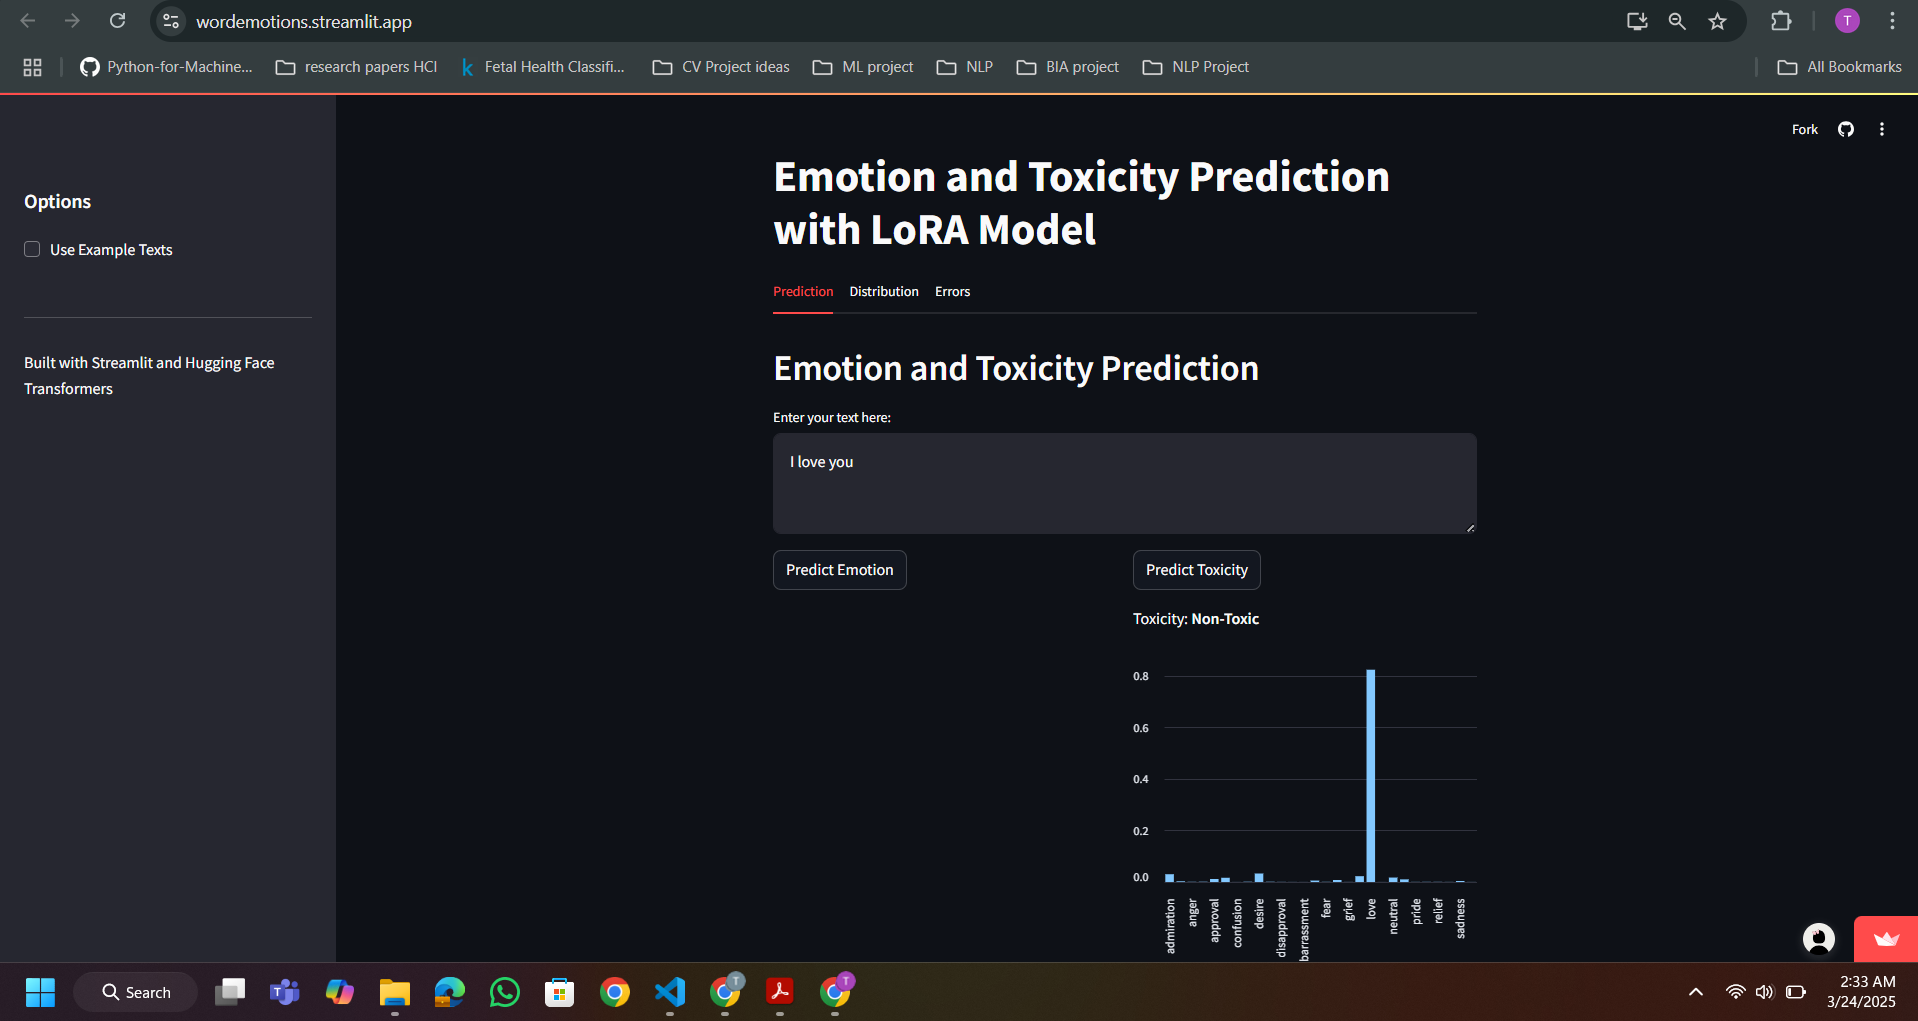 wordemotions.streamlit.app
T
Python-for-Machine...
research papers HCI
Fetal Health Classifi...
CV Project ideas
ML project
NLP
BIA project
NLP Project
All Bookmarks
Fork
Options
Use Example Texts
Built with Streamlit and Hugging Face
Transformers
Emotion and Toxicity Prediction
with LoRA Model
Prediction
Distribution
Errors
Emotion and Toxicity Prediction
Enter your text here:
I love you
Predict Emotion
Predict Toxicity
Toxicity: Non-Toxic
0.8
0.6
0.4
0.2
0.0
admiration
anger
approval
confusion
desire
disapproval
barrassment
fear
grief
love
neutral
pride
relief
sadness
Search
T
T
2:33 AM
3/24/2025